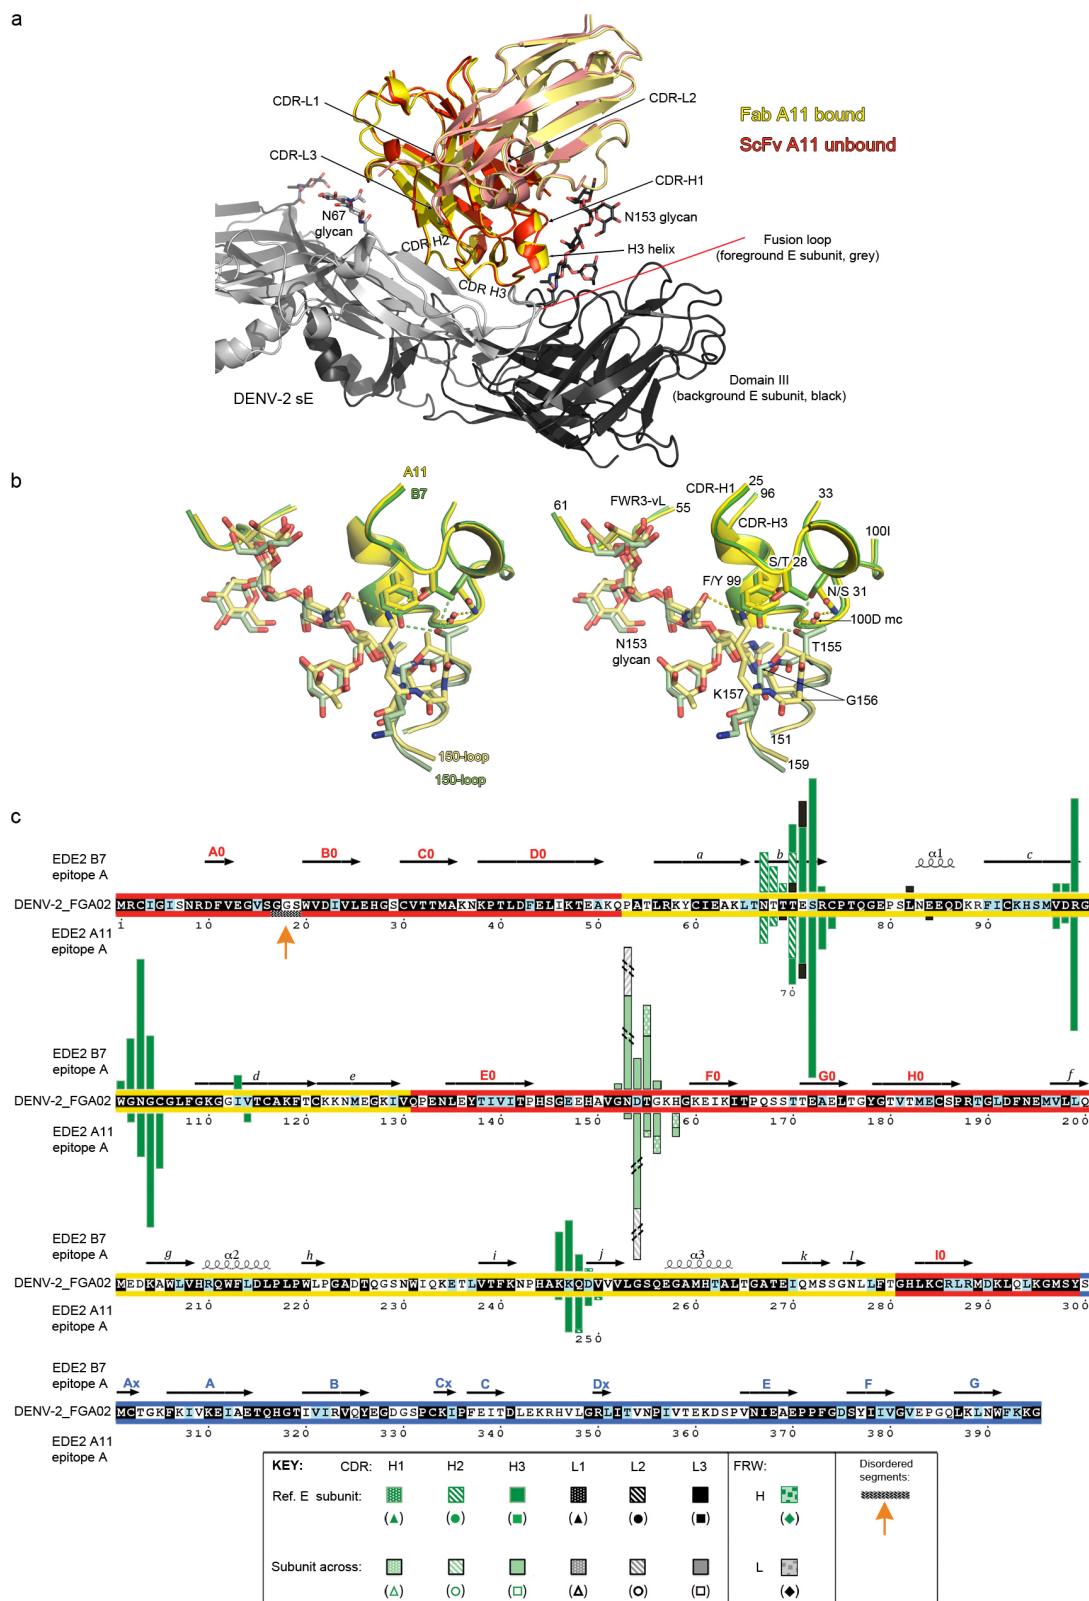 a
CDR-L1
CDR-L2
CDR-L3
Fab A11 bound
ScFv A11 unbound
CDR-H1
N67
glycan
N153 glycan
CDR H2
H3 helix
CDR H3
Fusion loop
(foreground E subunit, grey)
Domain III
(background E subunit, black)
DENV-2 sE
b
A11
B7
150-loop
150-loop
61
FWR3-vL
55
CDR-H1
25
96
33
CDR-H3
100I
S/T 28
F/Y 99
N/S 31
100D mc
N153
glycan
T155
K157
G156
151
159
c
EDE2 B7
epitope A
A0 B0 C0 D0 a b α1 c
DENV-2_FGA02
MRCIGISNRDFVEGVSGGSWVDIVLEHGSCVTTMAKNKPTLDFELIKTEAKQPATLRKYCIEAKLTNTTTESRCPTQGEPSLNEEQDKRFICKHSMVDRG
1 10 20 30 40 50 60 70 80 90 100
EDE2 A11
epitope A
EDE2 B7
epitope A
d e E0 F0 G0 H0 f
DENV-2_FGA02
WGNGCGLFGKGGIVTCAKFTCKKNMEGKIVQPENLEYTIVITPHSGEEHAVGNDTGKHGKEIKITPQSSTTEAELTGYGTVTMECSPRTGLDFNEMVLLQ
110 120 130 140 150 160 170 180 190 200
EDE2 A11
epitope A
EDE2 B7
epitope A
g α2 h i j α3 k l I0
DENV-2_FGA02
MEDKAWLVHRQWFLDLPLPWLPGADTQGSNWIQKETLVTFKNPHAKKQDVVVLGSQEGAMHTALTGATEIQMSSGNLLFTGHLKCRLRMDKLQLKGMSYS
210 220 230 240 250 260 270 280 290 300
EDE2 A11
epitope A
EDE2 B7
epitope A
Ax A B Cx C Dx E F G
DENV-2_FGA02
MCTGKFKIVKEIAETQHGTIVIRVQYEGDGSPCKIPFEITDLEKRHVLGRLITVNPIVTEKDSPVNIEAEPPFGDSYIIVGVEPGQLKLNWFKKG
310 320 330 340 350 360 370 380 390
EDE2 A11
epitope A
KEY: CDR: H1 H2 H3 L1 L2 L3 FRW: Disordered
segments:
Ref. E subunit: H
Subunit across: L